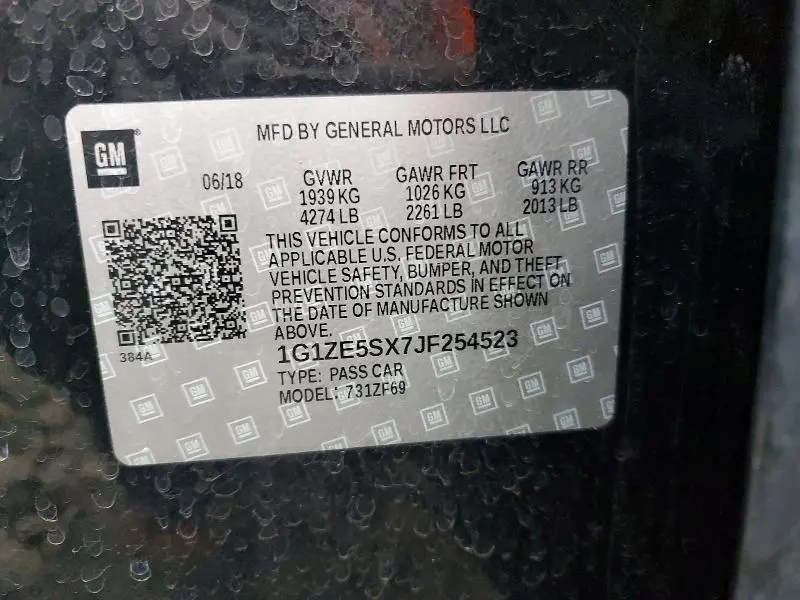 GM
MFD BY GENERAL MOTORS LLC
06/18
GVWR
1939 KG
4274 LB
GAWR FRT
1026 KG
2261 LB
GAWR RR
913 KG
2013 LB
THIS VEHICLE CONFORMS TO ALL
APPLICABLE U.S. FEDERAL MOTOR
VEHICLE SAFETY, BUMPER, AND THEFT
PREVENTION STANDARDS IN EFFECT ON
THE DATE OF MANUFACTURE SHOWN
ABOVE.
384A
1G1ZE5SX7JF254523
TYPE: PASS CAR
MODEL: 731ZF69